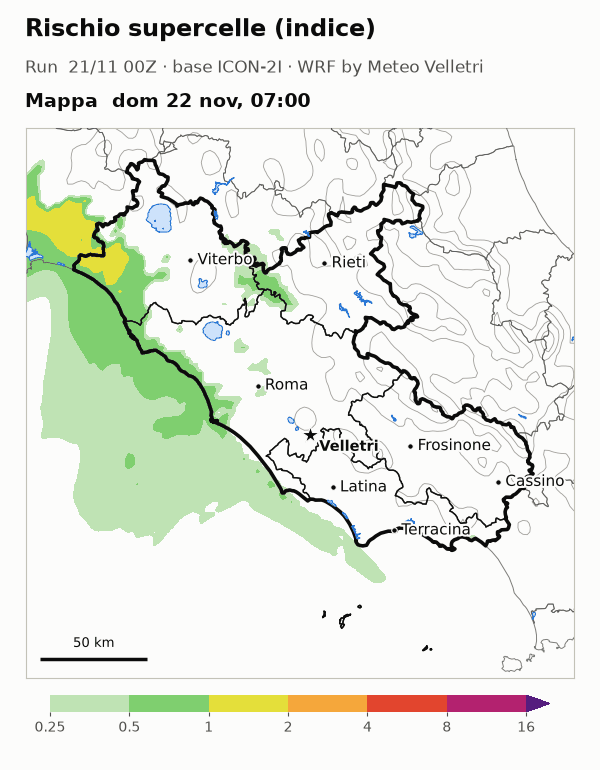 Rischio supercelle (indice)
Run  21/11 00Z · base ICON-2I · WRF by Meteo Velletri
Mappa  dom 22 nov, 07:00
Viterbo
Rieti
Roma
Velletri
Frosinone
Cassino
Latina
Terracina
50 km
0.25 0.5 1 2 4 8 16